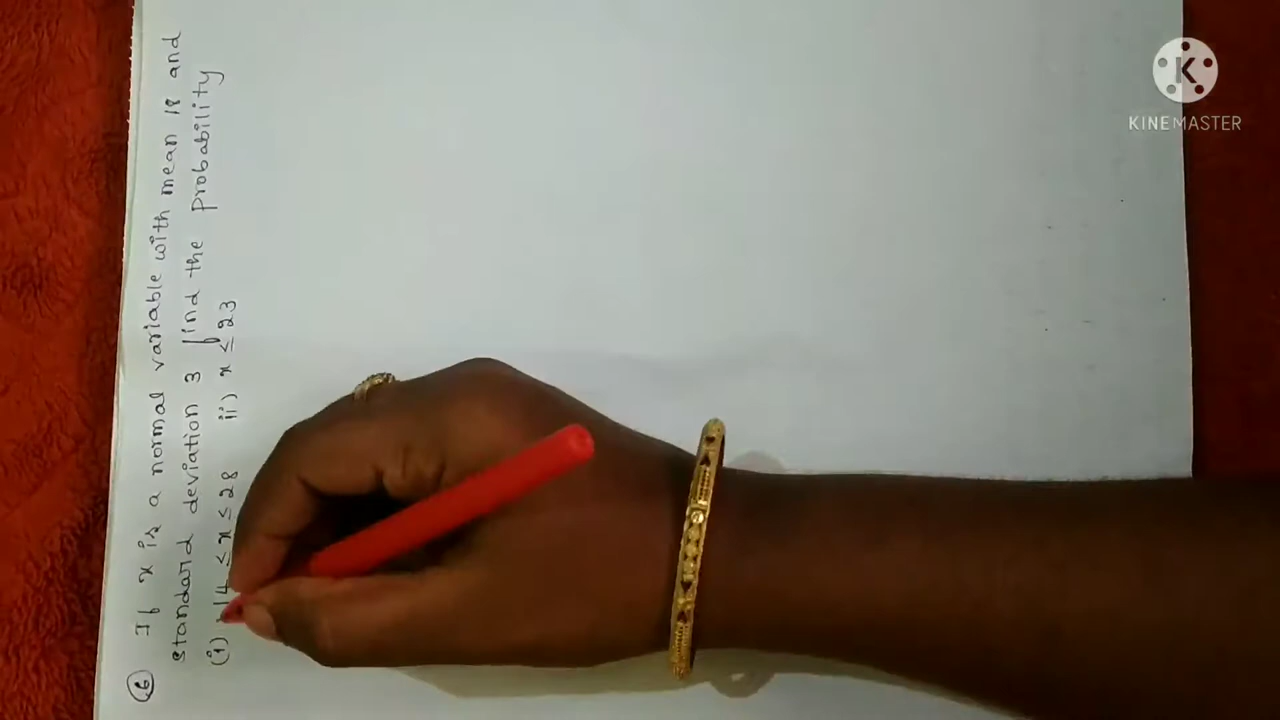 6 If x is a normal variable with mean 18 and
standard deviation 3 find the probability
(i) 14 ≤ x ≤ 28 ii) x ≤ 23
KINEMASTER